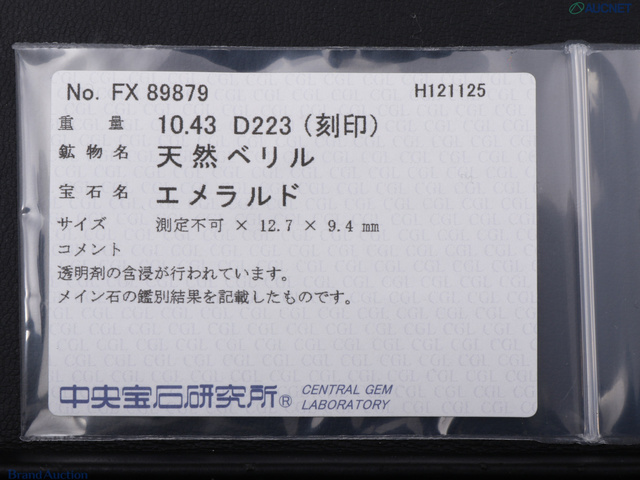 AUCNET
No. FX 89879 H121125
重 量 10.43 D223 (刻印)
鉱物名 天然ベリル
宝石名 エメラルド
サイズ 測定不可 × 12.7 × 9.4 mm
コメント
透明剤の含浸が行われています。
メイン石の鑑別結果を記載したものです。
中央宝石研究所® CENTRAL GEM
LABORATORY
BrandAuction